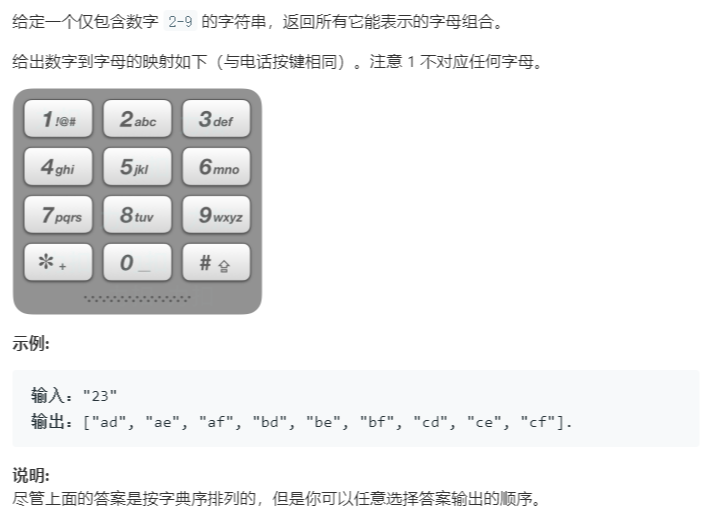 给定一个仅包含数字 2-9 的字符串，返回所有它能表示的字母组合。
给出数字到字母的映射如下（与电话按键相同）。注意 1 不对应任何字母。
1 !@# 2 abc 3 def
4 ghi 5 jkl 6 mno
7 pqrs 8 tuv 9 wxyz
* + 0 _ #
示例:
输入："23"
输出：["ad", "ae", "af", "bd", "be", "bf", "cd", "ce", "cf"].
说明:
尽管上面的答案是按字典序排列的，但是你可以任意选择答案输出的顺序。